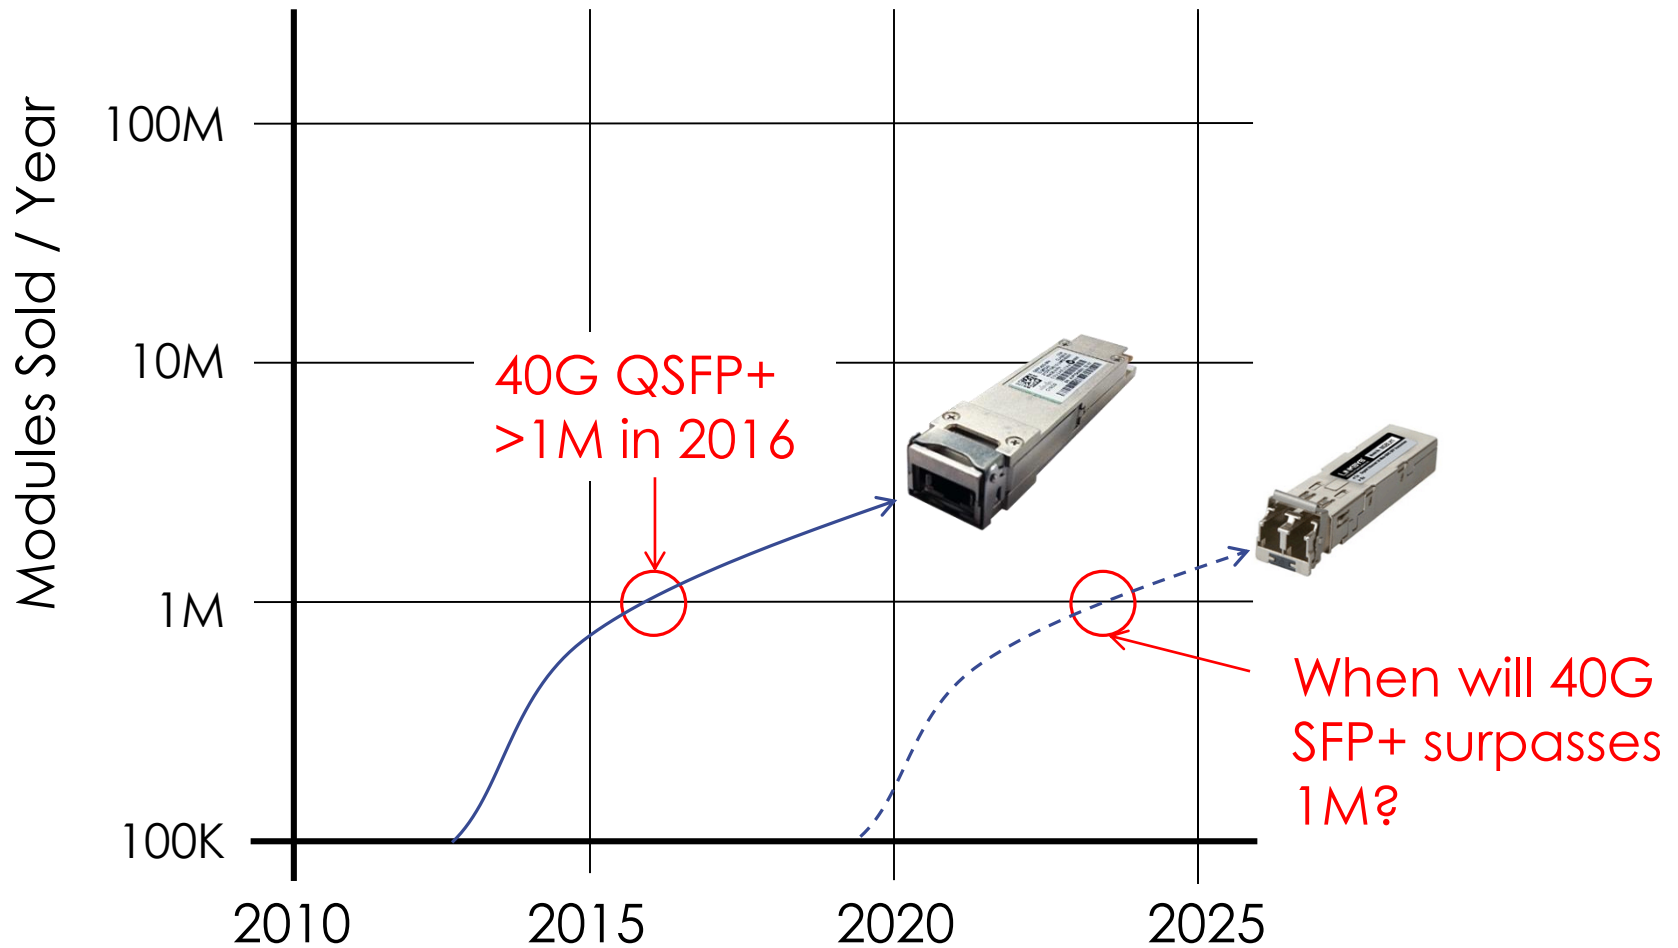 Modules Sold / Year
100M
10M
1M
100K
2010
2015
2020
2025
40G QSFP+
>1M in 2016
When will 40G
SFP+ surpasses
1M?